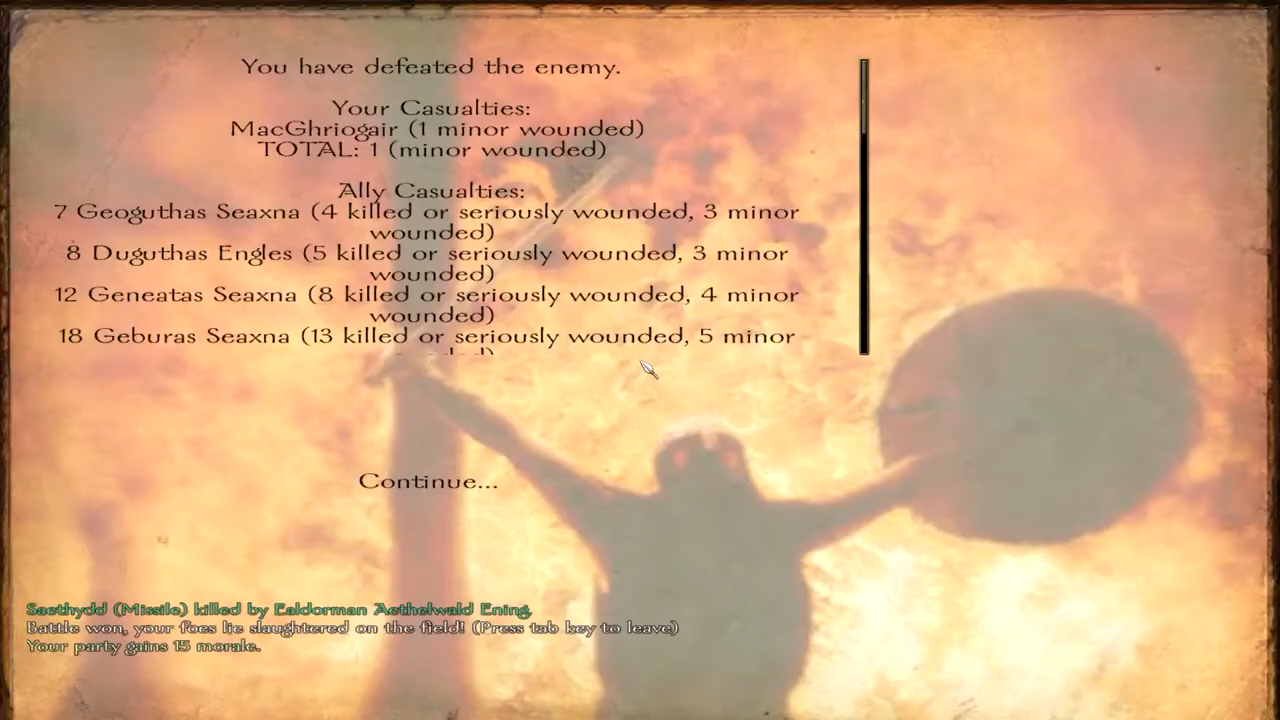 You have defeated the enemy.
Your Casualties:
MacGhriogair (1 minor wounded)
TOTAL: 1 (minor wounded)
Ally Casualties:
7 Geoguthas Seaxna (4 killed or seriously wounded, 3 minor
wounded)
8 Duguthas Engles (5 killed or seriously wounded, 3 minor
wounded)
12 Geneatas Seaxna (8 killed or seriously wounded, 4 minor
wounded)
18 Geburas Seaxna (13 killed or seriously wounded, 5 minor
Continue...
Saethydd (Missile) killed by Ealdorman Aethelwald Ening.
Battle won, your foes lie slaughtered on the field! (Press tab key to leave)
Your party gains 15 morale.